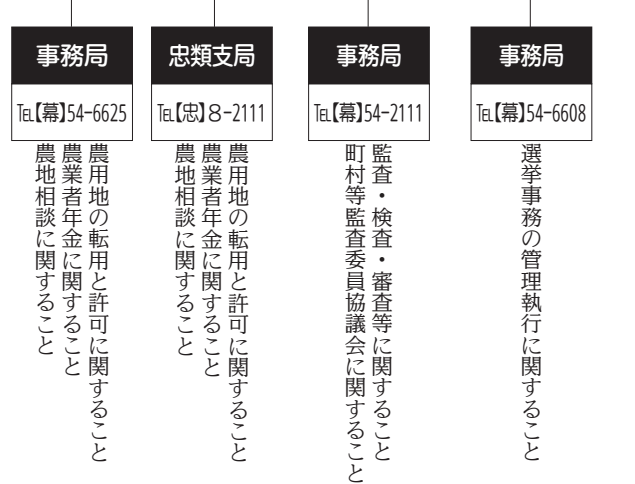 事務局
℡【幕】54-6608
選挙事務の管理執行に関すること
事務局
℡【幕】54-2111
監査・検査・審査等に関すること
町村等監査委員協議会に関すること
忠類支局
℡【忠】8-2111
農用地の転用と許可に関すること
農業者年金に関すること
農地相談に関すること
事務局
℡【幕】54-6625
農用地の転用と許可に関すること
農業者年金に関すること
農地相談に関すること